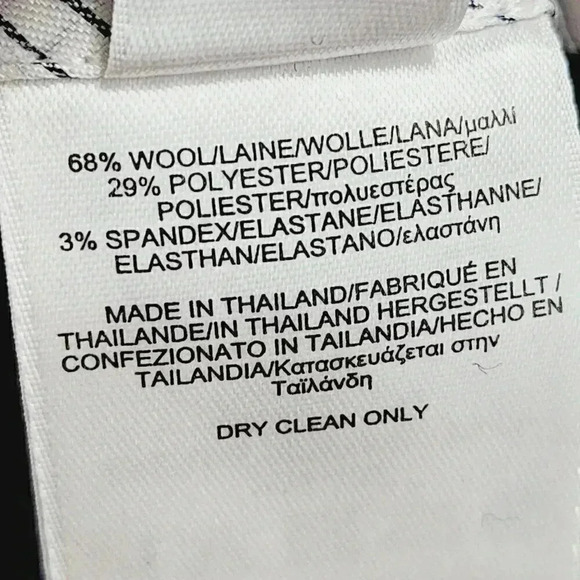 68% WOOL/LAINE/WOLLE/LANA/μαλλί
29% POLYESTER/POLIESTERE/
POLIESTER/πολυεστέρας
3% SPANDEX/ELASTANE/ELASTHANNE/
ELASTHAN/ELASTANO/ελαστάνη
MADE IN THAILAND/FABRIQUÉ EN
THAILANDE/IN THAILAND HERGESTELLT /
CONFEZIONATO IN TAILANDIA/HECHO EN
TAILANDIA/Κατασκευάζεται στην
Ταϊλάνδη
DRY CLEAN ONLY